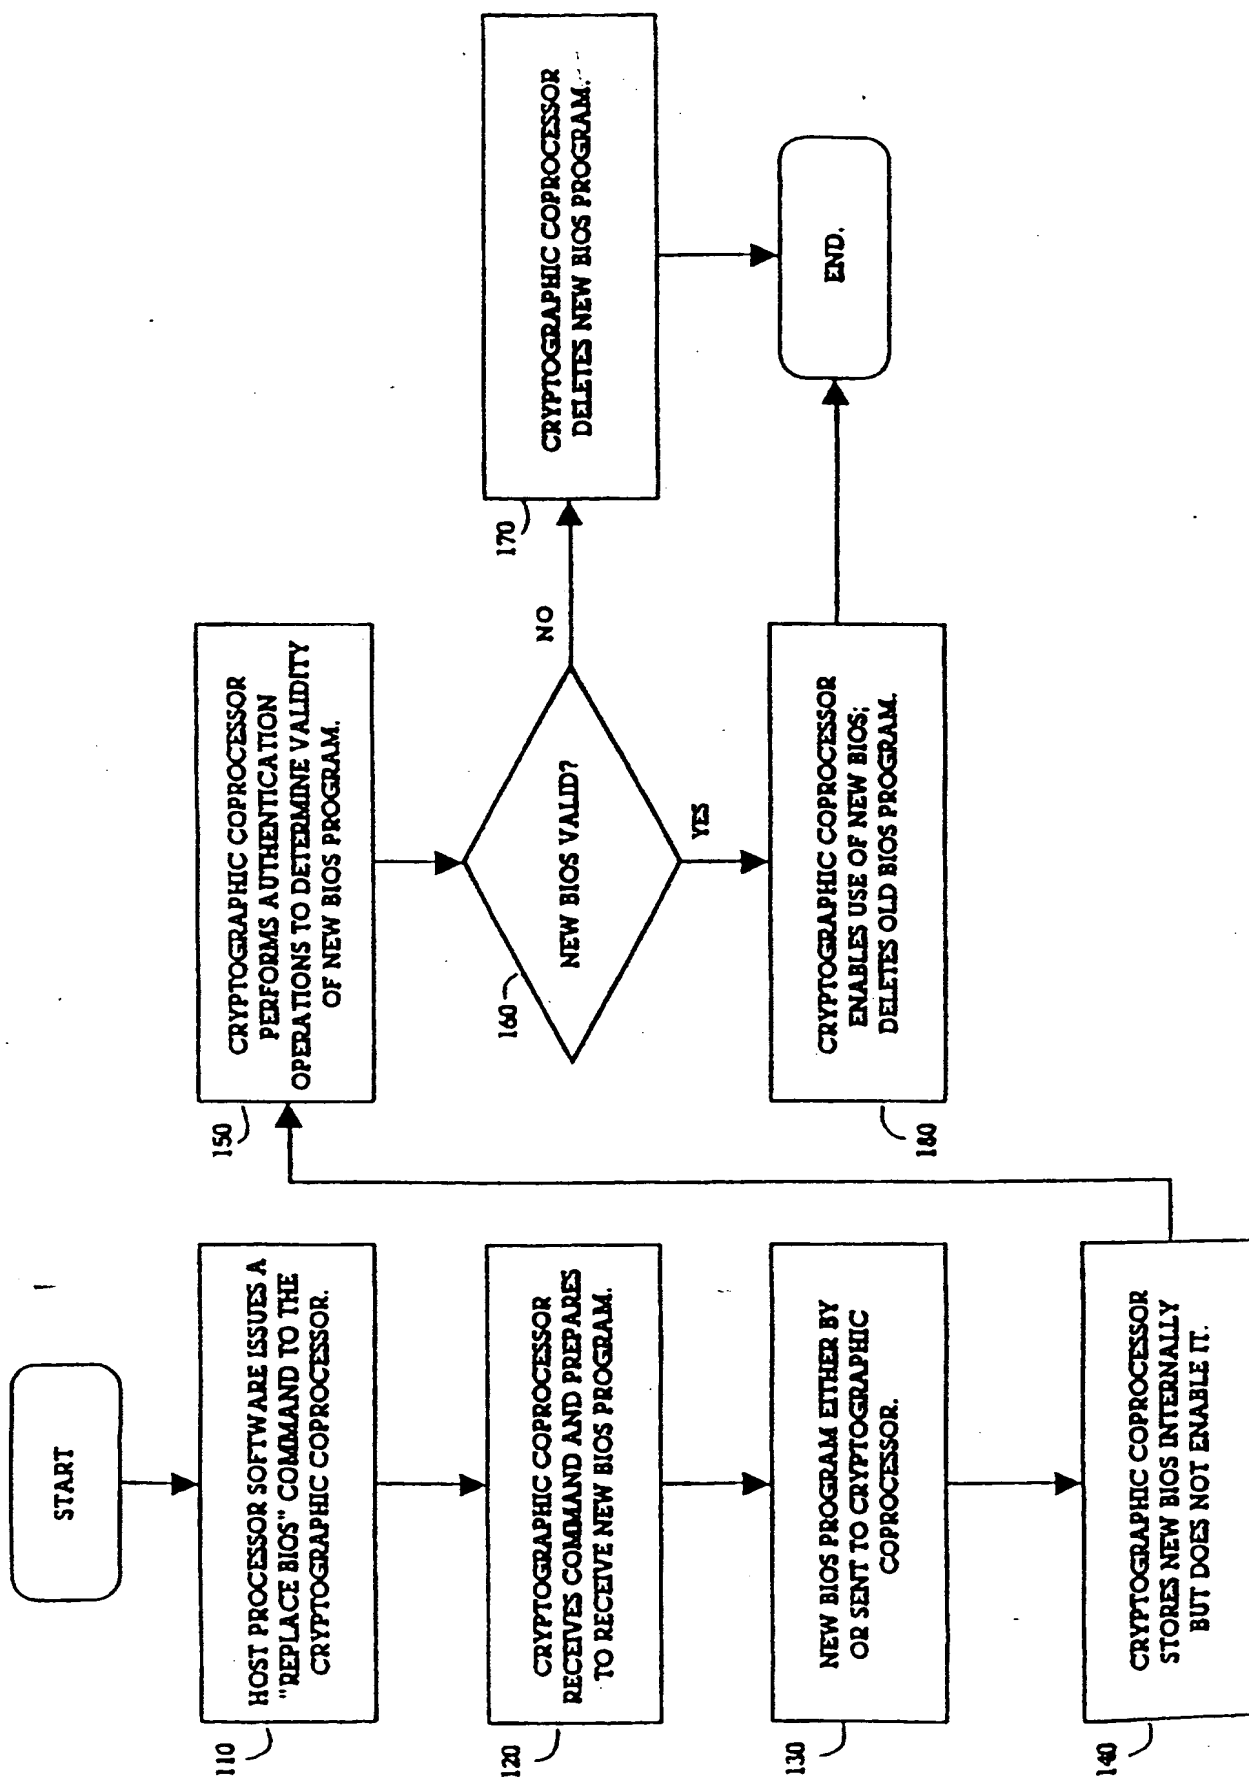 START
110
HOST PROCESSOR SOFTWARE ISSUES A
"REPLACE BIOS" COMMAND TO THE
CRYPTOGRAPHIC COPROCESSOR.
120
CRYPTOGRAPHIC COPROCESSOR
RECEIVES COMMAND AND PREPARES
TO RECEIVE NEW BIOS PROGRAM.
130
NEW BIOS PROGRAM EITHER BY
OR SENT TO CRYPTOGRAPHIC
COPROCESSOR.
140
CRYPTOGRAPHIC COPROCESSOR
STORES NEW BIOS INTERNALLY
BUT DOES NOT ENABLE IT.
150
CRYPTOGRAPHIC COPROCESSOR
PERFORMS AUTHENTICATION
OPERATIONS TO DETERMINE VALIDITY
OF NEW BIOS PROGRAM.
160
NEW BIOS VALID?
NO
YES
170
CRYPTOGRAPHIC COPROCESSOR
DELETES NEW BIOS PROGRAM.
180
CRYPTOGRAPHIC COPROCESSOR
ENABLES USE OF NEW BIOS;
DELETES OLD BIOS PROGRAM.
END.